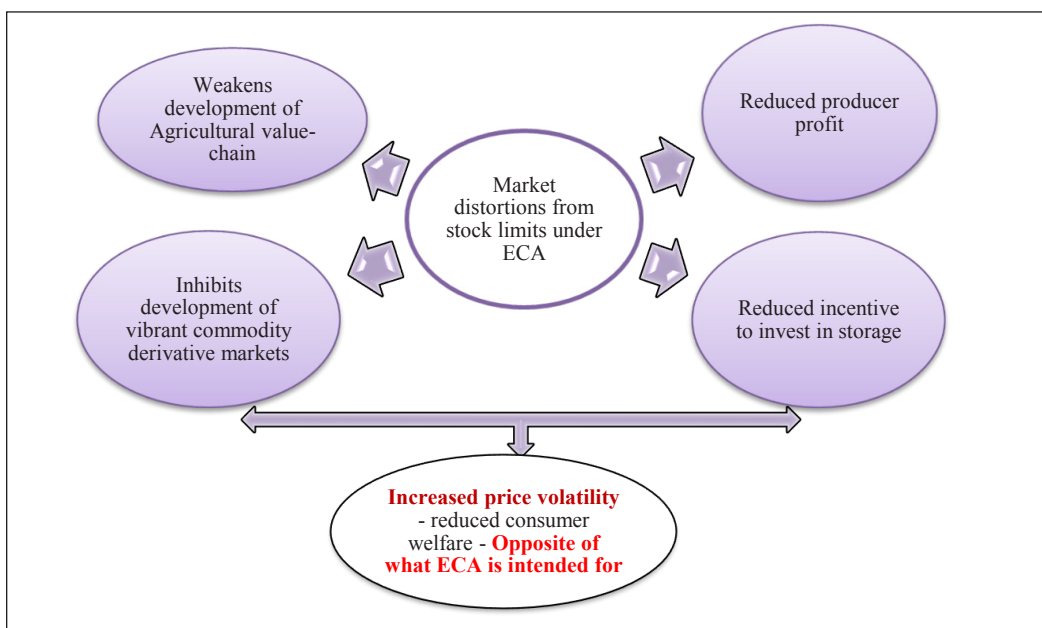 Weakens
development of
Agricultural value-
chain
Reduced producer
profit
Market
distortions from
stock limits under
ECA
Inhibits
development of
vibrant commodity
derivative markets
Reduced incentive
to invest in storage
Increased price volatility
- reduced consumer
welfare - Opposite of
what ECA is intended for